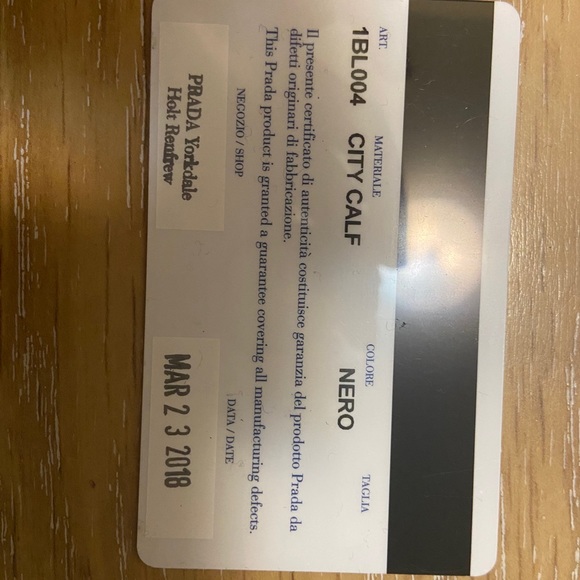 ART. MATERIALE COLORE TAGLIA
1BL004 CITY CALF NERO
Il presente certificato di autenticità costituisce garanzia del prodotto Prada da
difetti originari di fabbricazione.
This Prada product is granted a guarantee covering all manufacturing defects.
NEGOZIO / SHOP DATA / DATE
PRADA Yorkdale
Holt Renfrew
MAR 23 2018